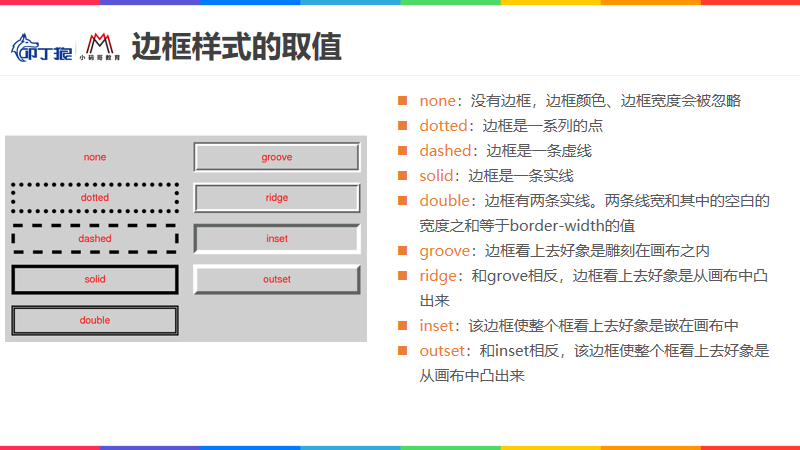 叩丁狼
小码哥教育
边框样式的取值
none
groove
dotted
ridge
dashed
inset
solid
outset
double
none：没有边框，边框颜色、边框宽度会被忽略
dotted：边框是一系列的点
dashed：边框是一条虚线
solid：边框是一条实线
double：边框有两条实线。两条线宽和其中的空白的
宽度之和等于border-width的值
groove：边框看上去好象是雕刻在画布之内
ridge：和grove相反，边框看上去好象是从画布中凸
出来
inset：该边框使整个框看上去好象是嵌在画布中
outset：和inset相反，该边框使整个框看上去好象是
从画布中凸出来